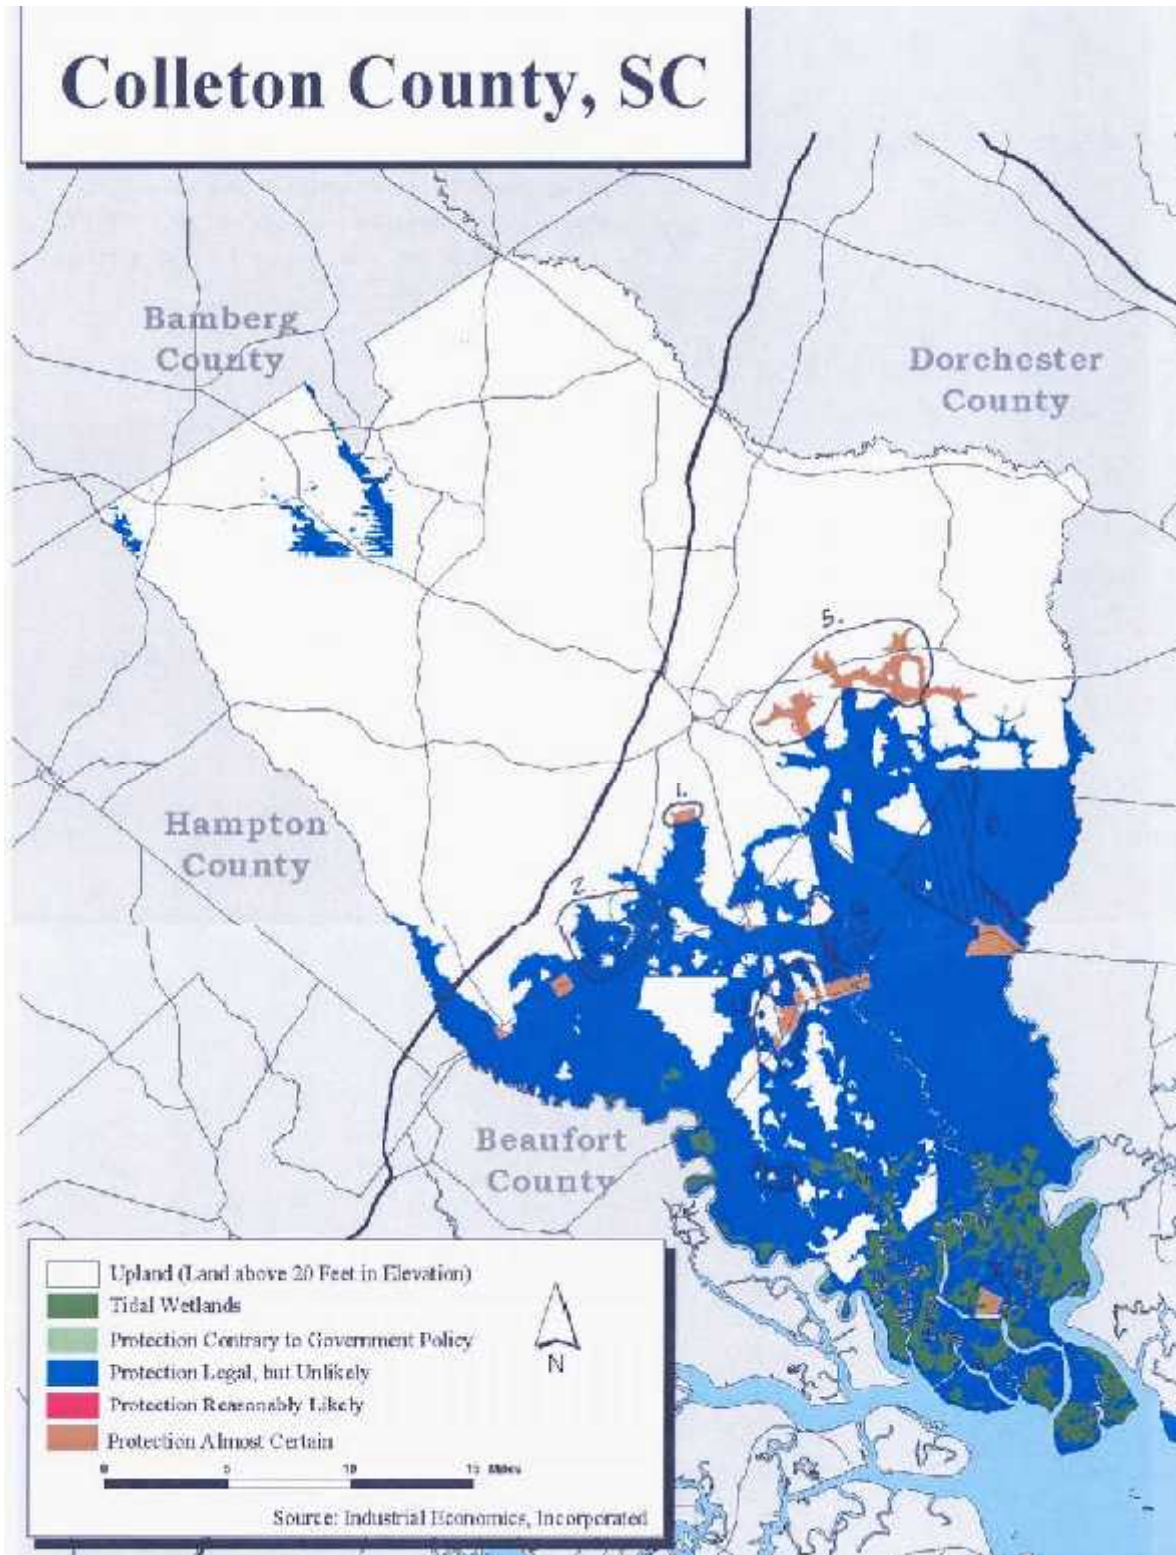 Colleton County, SC
Bamberg
County
Dorchester
County
5.
1.
Hampton
County
2.
Beaufort
County
Upland (Land above 20 Feet in Elevation)
Tidal Wetlands
Protection Contrary to Government Policy
Protection Legal, but Unlikely
Protection Reasonably Likely
Protection Almost Certain
N
0 5 10 15 Miles
Source: Industrial Economics, Incorporated